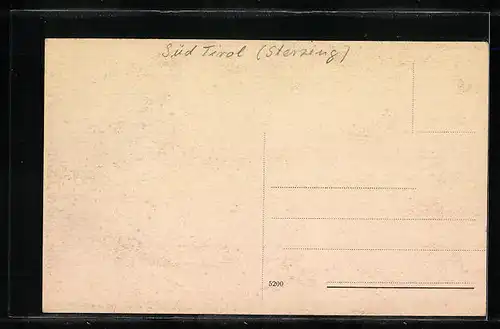 Süd Tirol (Sterzing)
5200